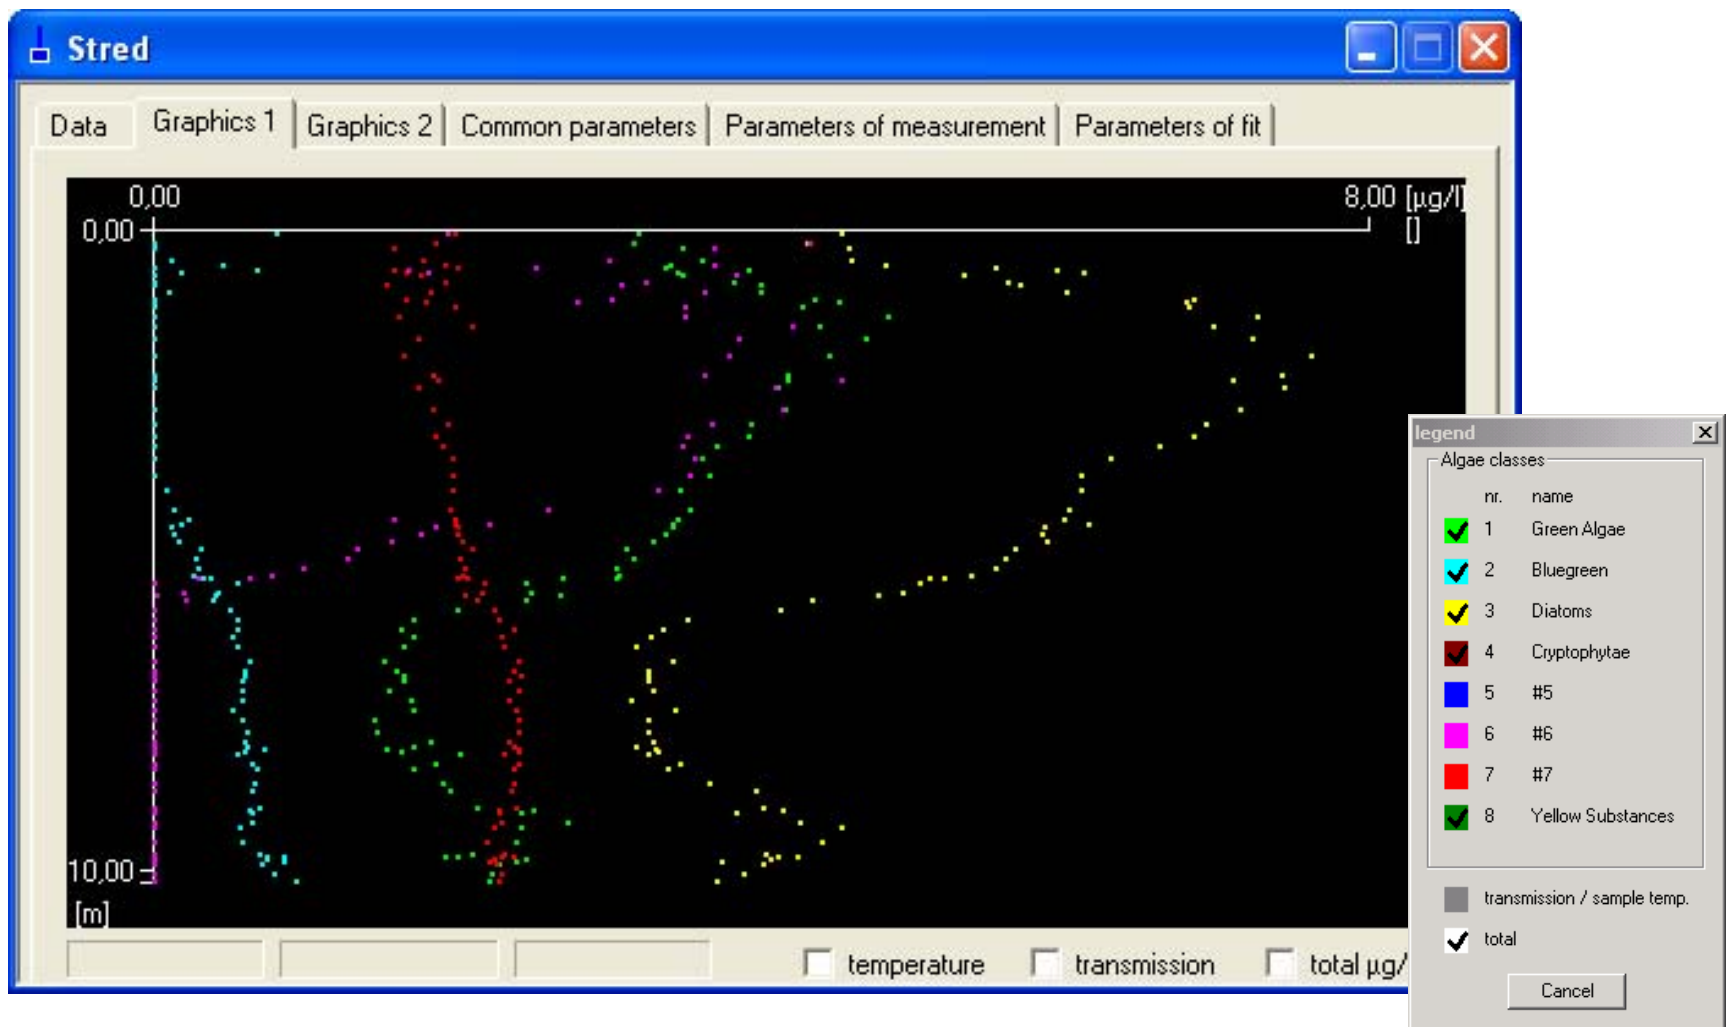 Stred
Data Graphics 1 Graphics 2 Common parameters Parameters of measurement Parameters of fit
0,00 8,00 [µg/l]
0,00 []
10,00
[m]
temperature transmission total µg/
legend
Algae classes
nr. name
1 Green Algae
2 Bluegreen
3 Diatoms
4 Cryptophytae
5 #5
6 #6
7 #7
8 Yellow Substances
transmission / sample temp.
total
Cancel